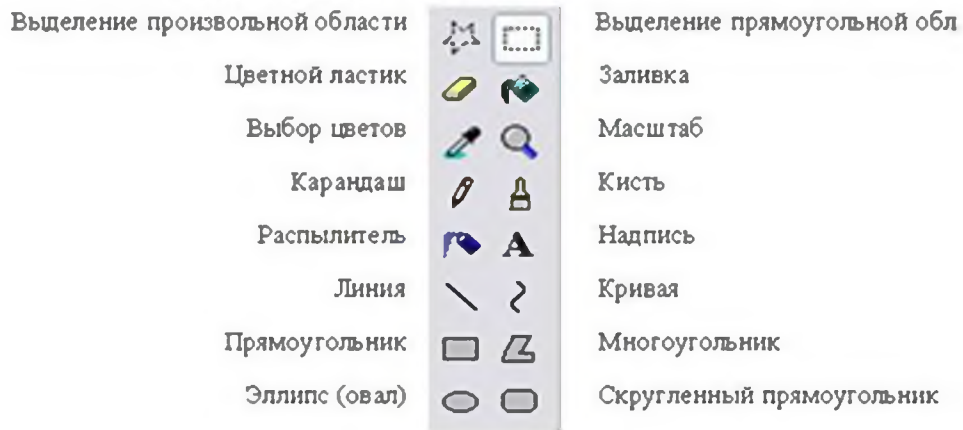 Выделение произвольной области Выделение прямоугольной обл
Цветной ластик Заливка
Выбор цветов Масштаб
Карандаш Кисть
Распылитель Надпись
Линия Кривая
Прямоугольник Многоугольник
Эллипс (овал) Скругленный прямоугольник